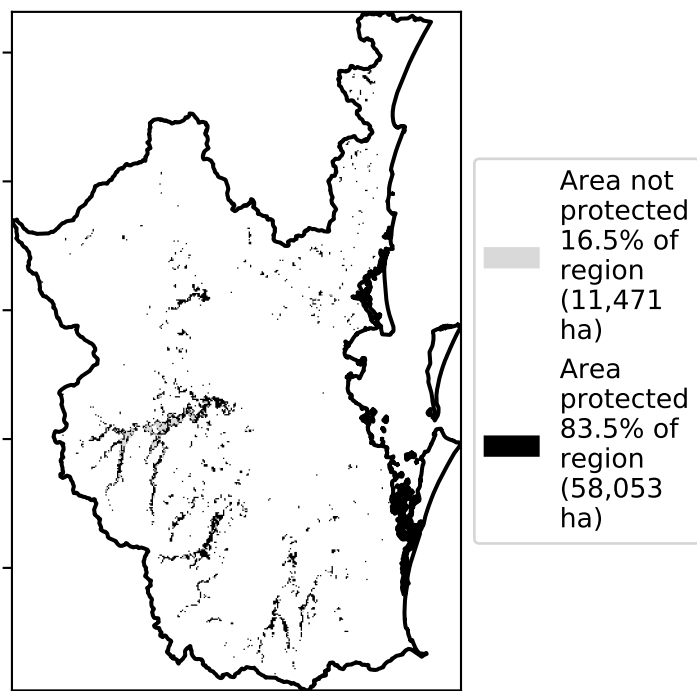 Area not
protected
16.5% of
region
(11,471
ha)
Area
protected
83.5% of
region
(58,053
ha)